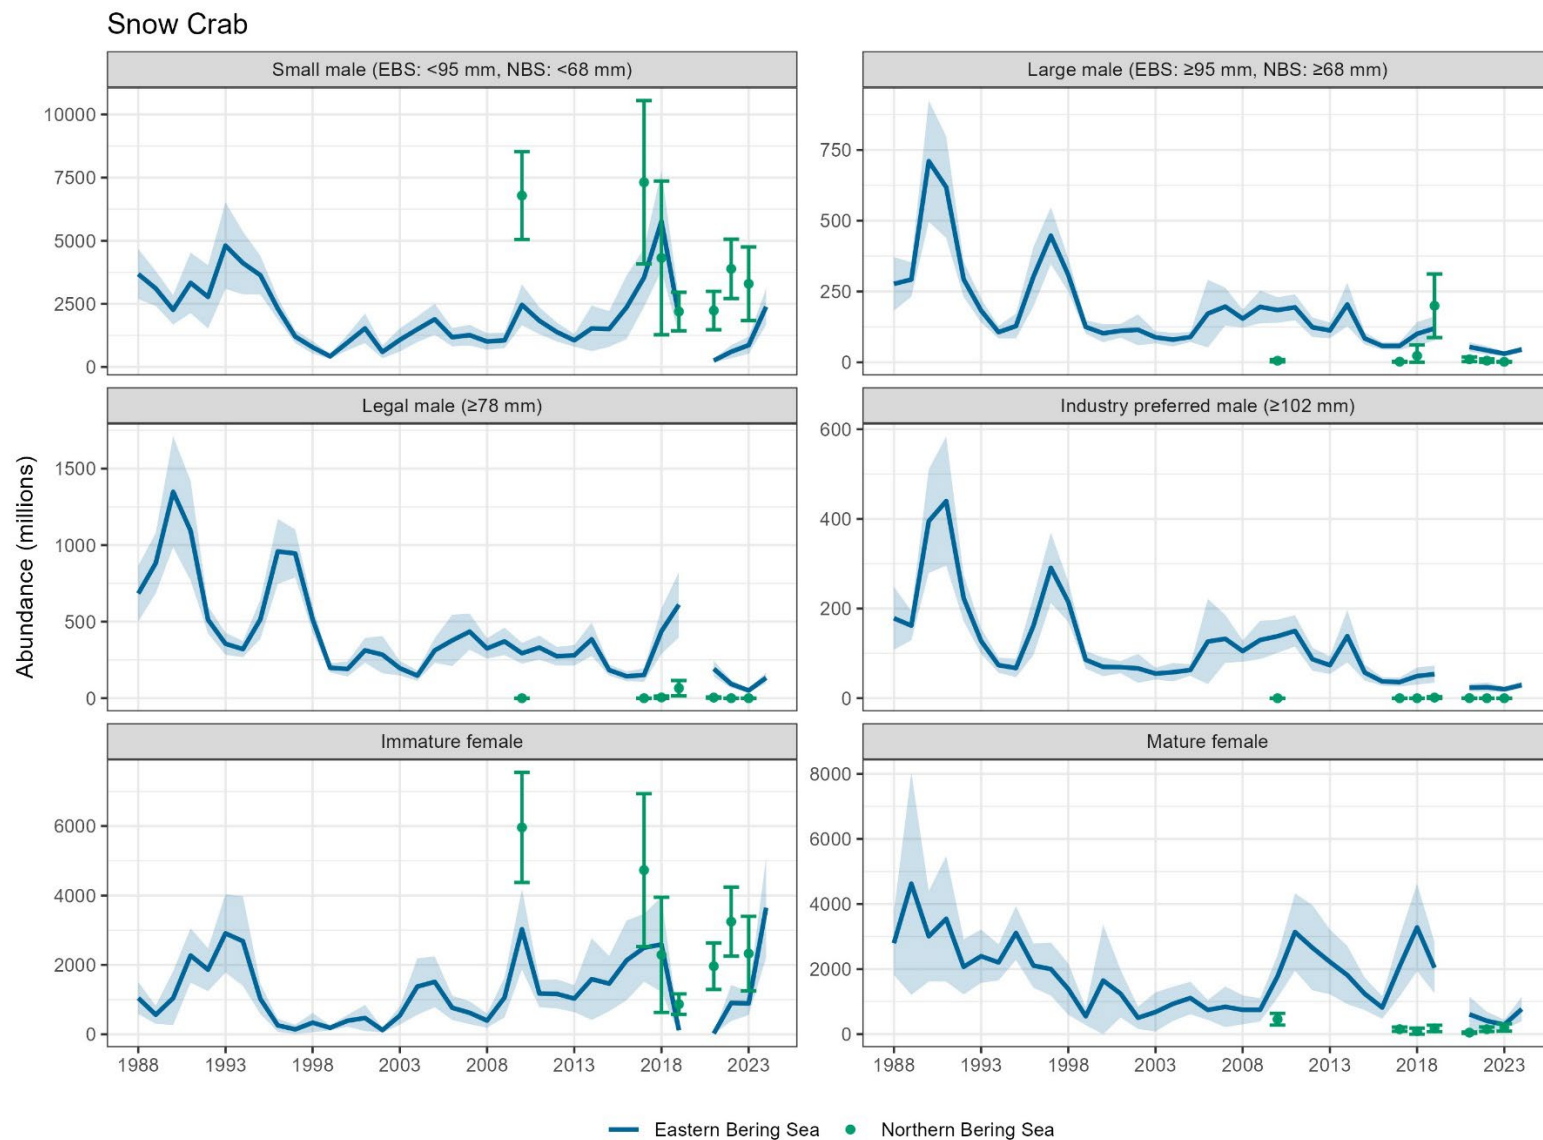 Snow Crab
Small male (EBS: <95 mm, NBS: <68 mm)
Large male (EBS: ≥95 mm, NBS: ≥68 mm)
10000
7500
5000
2500
0
750
500
250
0
Legal male (≥78 mm)
Industry preferred male (≥102 mm)
1500
1000
500
0
600
400
200
0
Abundance (millions)
Immature female
Mature female
6000
4000
2000
0
8000
6000
4000
2000
0
1988 1993 1998 2003 2008 2013 2018 2023
1988 1993 1998 2003 2008 2013 2018 2023
Eastern Bering Sea Northern Bering Sea